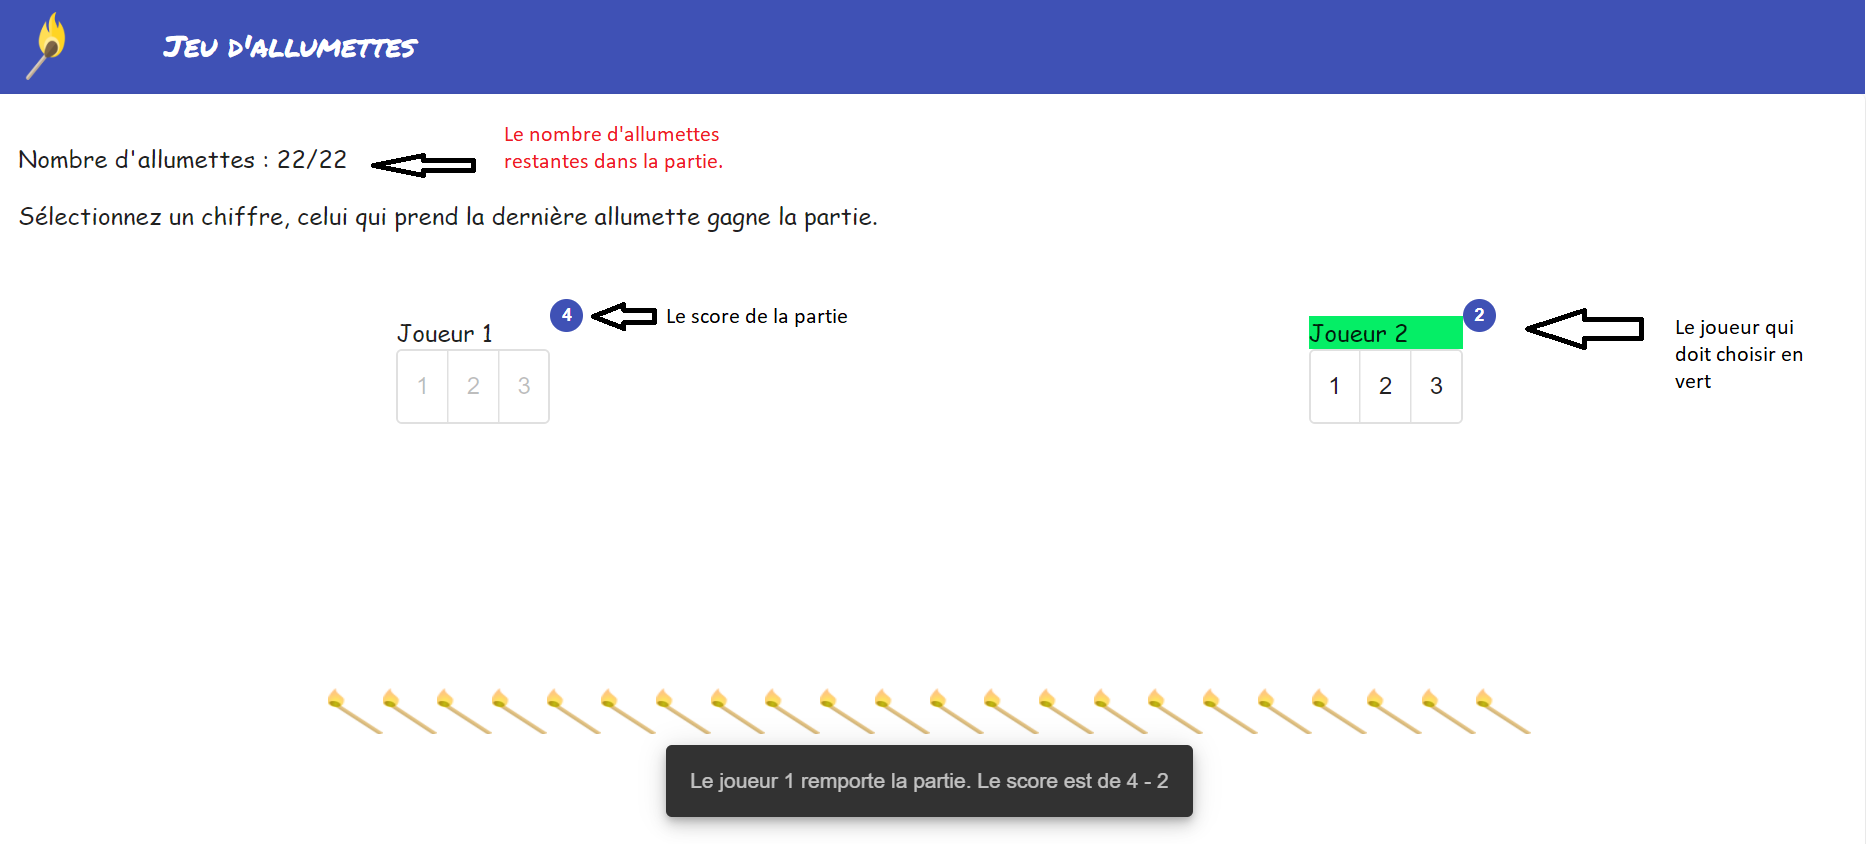 Jeu d'allumettes
Nombre d'allumettes : 22/22
Le nombre d'allumettes
restantes dans la partie.
Sélectionnez un chiffre, celui qui prend la dernière allumette gagne la partie.
Joueur 1
4
Le score de la partie
1 2 3
Joueur 2
2
Le joueur qui
doit choisir en
vert
1 2 3
Le joueur 1 remporte la partie. Le score est de 4 - 2